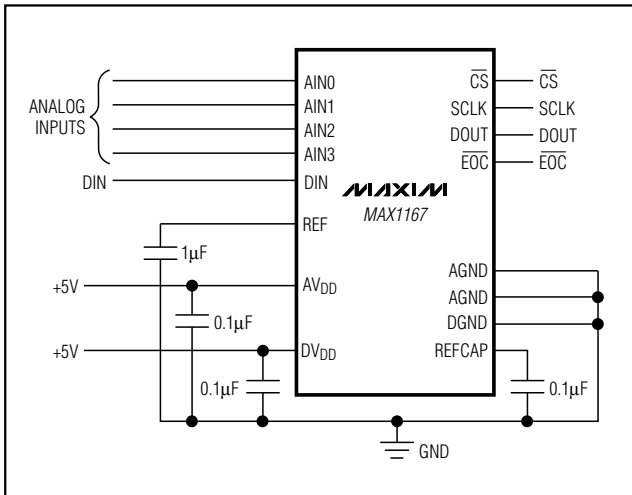 ANALOG
INPUTS
DIN
+5V
+5V
1µF
0.1µF
0.1µF
AIN0
AIN1
AIN2
AIN3
DIN
REF
AVDD
DVDD
MAXIM
MAX1167
CS
SCLK
DOUT
EOC
AGND
AGND
DGND
REFCAP
CS
SCLK
DOUT
EOC
0.1µF
GND